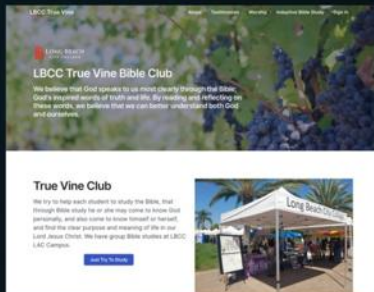 LBCC True Vine
About Testimonies Worship Inductive Bible Study Sign In
LONG BEACH
CITY COLLEGE
LBCC True Vine Bible Club
We believe that God speaks to us most clearly through the Bible:
God's inspired words of truth and life. By reading and reflecting on
these words, we believe that we can better understand both God
and ourselves.
True Vine Club
We try to help each student to study the Bible, that
through Bible study he or she may come to know God
personally, and also come to know himself or herself,
and find the clear purpose and meaning of life in our
Lord Jesus Christ. We have group Bible studies at LBCC
LAC Campus.
Just Try To Study
Long Beach City College